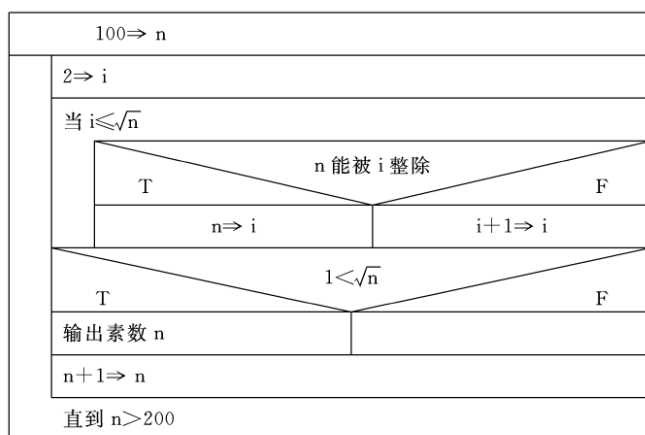 100⇒ n
2⇒ i
当 i≤√n
n 能被 i 整除
T F
n⇒ i i+1⇒ i
1<√n
T F
输出素数 n
n+1⇒ n
直到 n>200